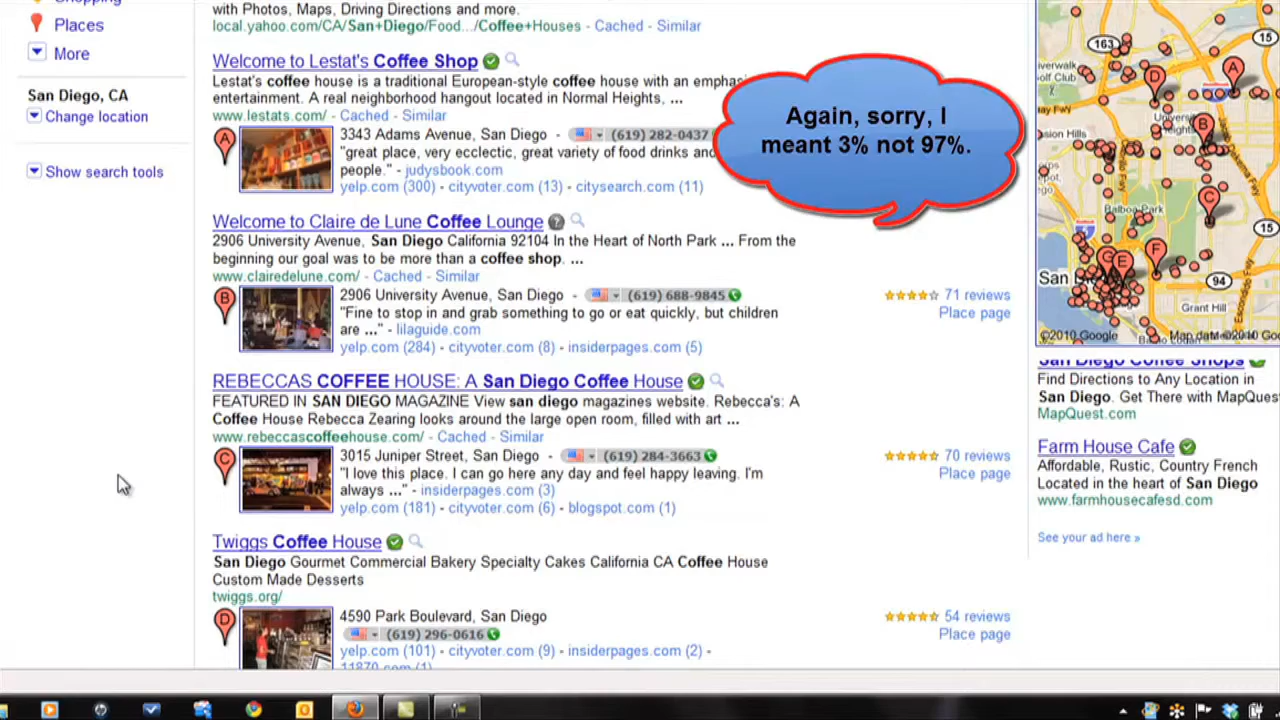 Places
More
San Diego, CA
Change location
Show search tools
with Photos, Maps, Driving Directions and more.
local.yahoo.com/CA/San+Diego/Food.../Coffee+Houses - Cached - Similar
Welcome to Lestat's Coffee Shop
Lestat's coffee house is a traditional European-style coffee house with an emphas
entertainment. A real neighborhood hangout located in Normal Heights, ...
www.lestats.com/ - Cached - Similar
A
3343 Adams Avenue, San Diego - (619) 282-0437
"great place, very ecclectic, great variety of food drinks and
people." - judysbook.com
yelp.com (300) - cityvoter.com (13) - citysearch.com (11)
Again, sorry, I
meant 3% not 97%.
Welcome to Claire de Lune Coffee Lounge
2906 University Avenue, San Diego California 92104 In the Heart of North Park ... From the
beginning our goal was to be more than a coffee shop. ...
www.clairedelune.com/ - Cached - Similar
B
2906 University Avenue, San Diego - (619) 688-9845
"Fine to stop in and grab something to go or eat quickly, but children
are ..." - lilaguide.com
yelp.com (284) - cityvoter.com (8) - insiderpages.com (5)
71 reviews
Place page
REBECCAS COFFEE HOUSE: A San Diego Coffee House
FEATURED IN SAN DIEGO MAGAZINE View san diego magazines website. Rebecca's: A
Coffee House Rebecca Zearing looks around the large open room, filled with art ...
www.rebeccascoffeehouse.com/ - Cached - Similar
C
3015 Juniper Street, San Diego - (619) 284-3663
"I love this place. I can go here any day and feel happy leaving. I'm
always ..." - insiderpages.com (3)
yelp.com (181) - cityvoter.com (6) - blogspot.com (1)
70 reviews
Place page
Twiggs Coffee House
San Diego Gourmet Commercial Bakery Specialty Cakes California CA Coffee House
Custom Made Desserts
twiggs.org/
D
4590 Park Boulevard, San Diego
(619) 296-0616
yelp.com (101) - cityvoter.com (9) - insiderpages.com (2) -
11870.com (1)
54 reviews
Place page
163
15
A
D
B
C
Balboa Park
15
F
G
E
San
94
Grant Hill
©2010 Google
San Diego Coffee Shops
Find Directions to Any Location in
San Diego. Get There with MapQues
MapQuest.com
Farm House Cafe
Affordable, Rustic, Country French
Located in the heart of San Diego
www.farmhousecafesd.com
See your ad here »